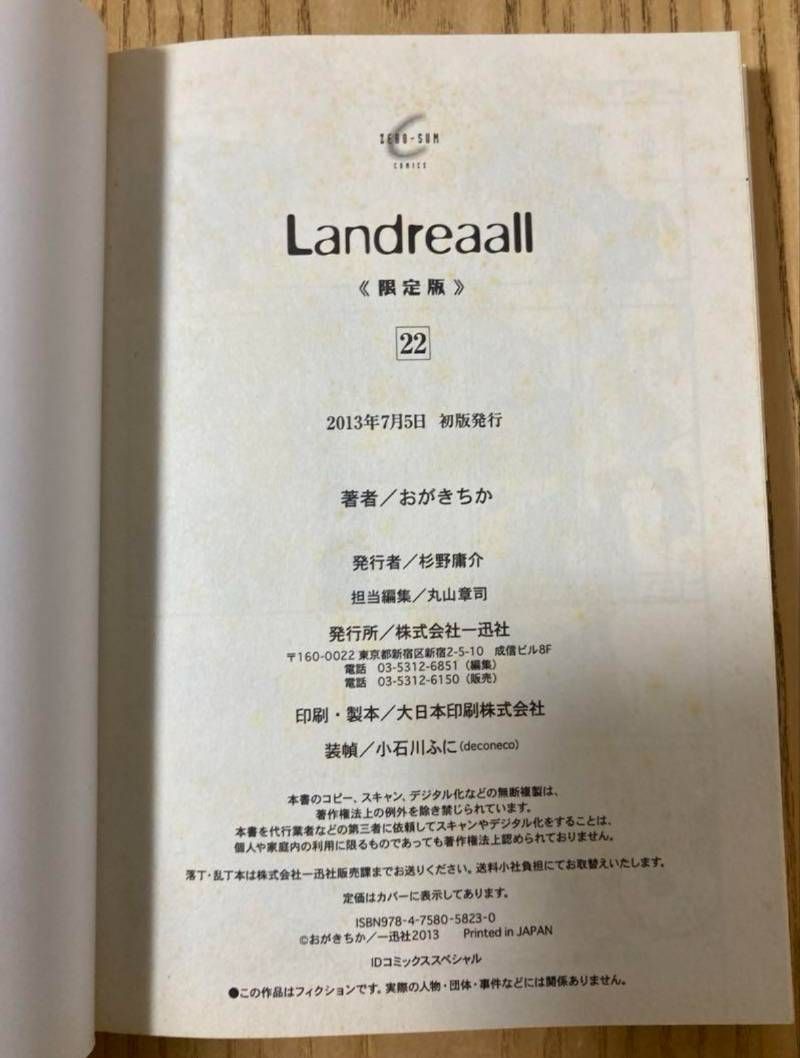 ZERO-SUM
COMICS
Landreaall
《限定版》
22
2013年7月5日 初版発行
著者／おがきちか
発行者／杉野庸介
担当編集／丸山章司
発行所／株式会社一迅社
〒160-0022 東京都新宿区新宿2-5-10 成信ビル8F
電話 03-5312-6851（編集）
電話 03-5312-6150（販売）
印刷・製本／大日本印刷株式会社
装幀／小石川ふに(deconeco)
本書のコピー、スキャン、デジタル化などの無断複製は、
著作権法上の例外を除き禁じられています。
本書を代行業者などの第三者に依頼してスキャンやデジタル化をすることは、
個人や家庭内の利用に限るものであっても著作権法上認められておりません。
落丁・乱丁本は株式会社一迅社販売課までお送りください。送料小社負担にてお取替えいたします。
定価はカバーに表示してあります。
ISBN978-4-7580-5823-0
©おがきちか／一迅社2013 Printed in JAPAN
IDコミックススペシャル
●この作品はフィクションです。実際の人物・団体・事件などには関係ありません。